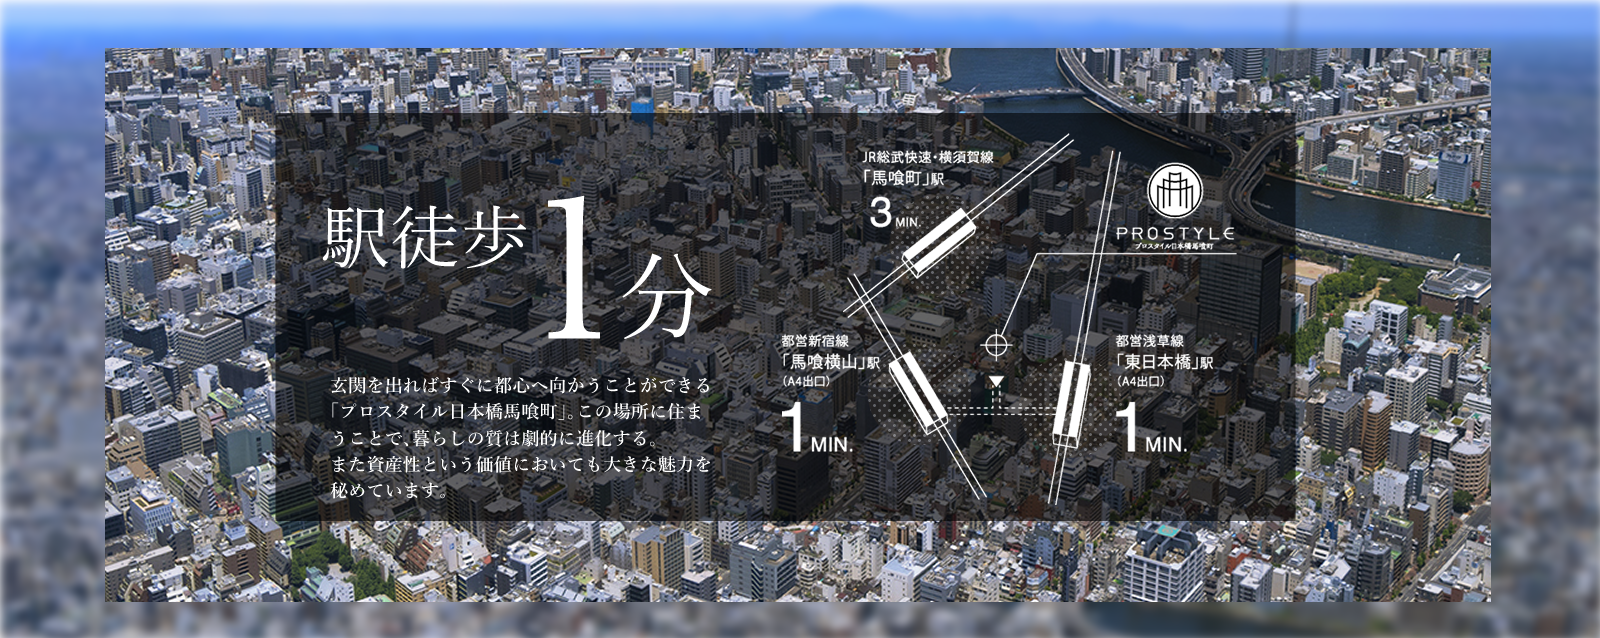 駅徒歩1分
玄関を出ればすぐに都心へ向かうことができる
「プロスタイル日本橋馬喰町」。この場所に住ま
うことで、暮らしの質は劇的に進化する。
また資産性という価値においても大きな魅力を
秘めています。
JR総武快速・横須賀線
「馬喰町」駅
3 MIN.
PROSTYLE
プロスタイル日本橋馬喰町
都営新宿線
「馬喰横山」駅
（A4出口）
1 MIN.
都営浅草線
「東日本橋」駅
（A4出口）
1 MIN.